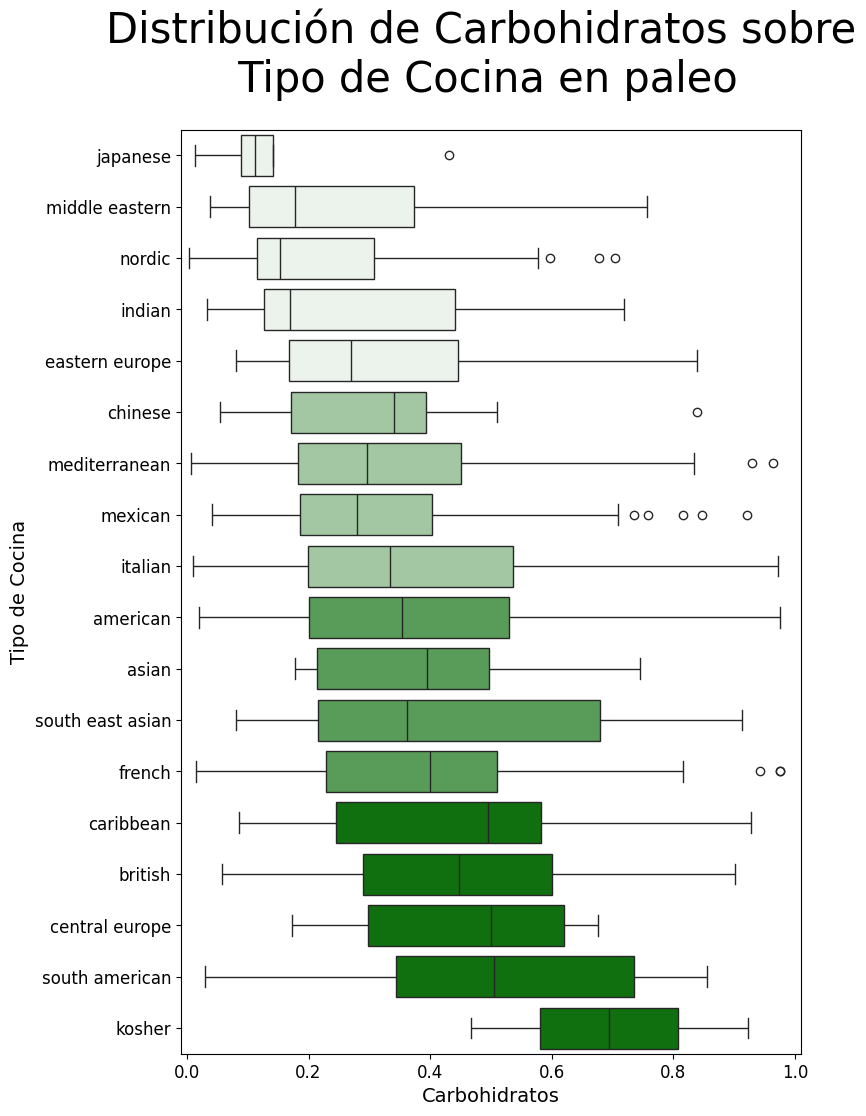 Distribución de Carbohidratos sobre
Tipo de Cocina en paleo
japanese
middle eastern
nordic
indian
eastern europe
chinese
mediterranean
mexican
italian
american
asian
south east asian
french
caribbean
british
central europe
south american
kosher
Tipo de Cocina
0.0 0.2 0.4 0.6 0.8 1.0
Carbohidratos